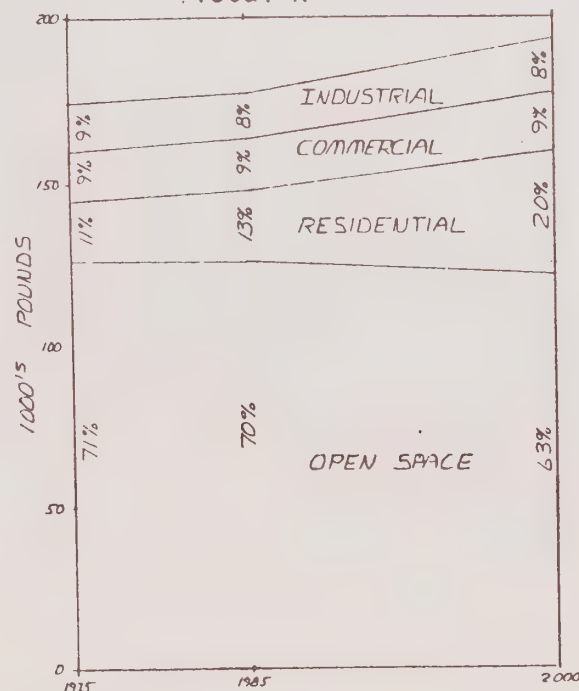 200
INDUSTRIAL
9% 8% 8%
COMMERCIAL
9% 9% 9%
150
RESIDENTIAL
11% 13% 20%
1000'S POUNDS
100
OPEN SPACE
71% 70% 63%
50
0
1975 1985 2000